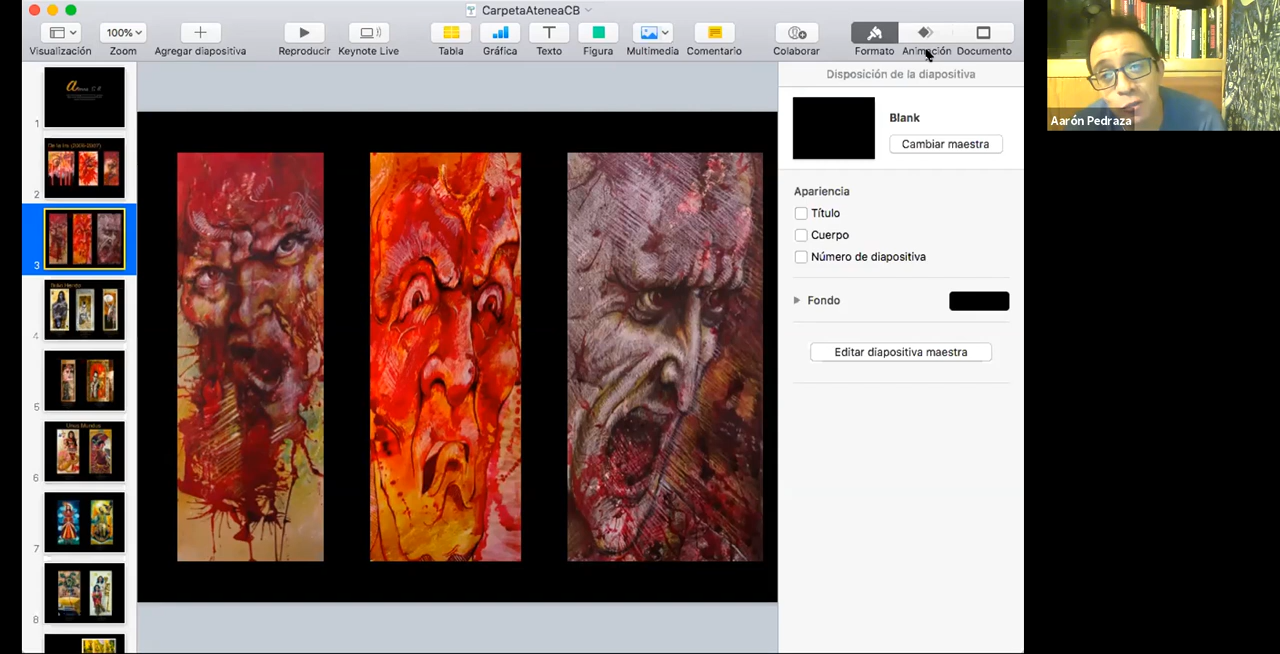 CarpetaAteneaCB
100%
Visualización
Zoom
Agregar diapositiva
Reproducir
Keynote Live
Tabla
Gráfica
Texto
Figura
Multimedia
Comentario
Colaborar
Formato
Animación
Documento
Disposición de la diapositiva
Blank
Cambiar maestra
Apariencia
Título
Cuerpo
Número de diapositiva
Fondo
Editar diapositiva maestra
1
2
3
4
5
6
7
8
Unus Mundus
Aarón Pedraza